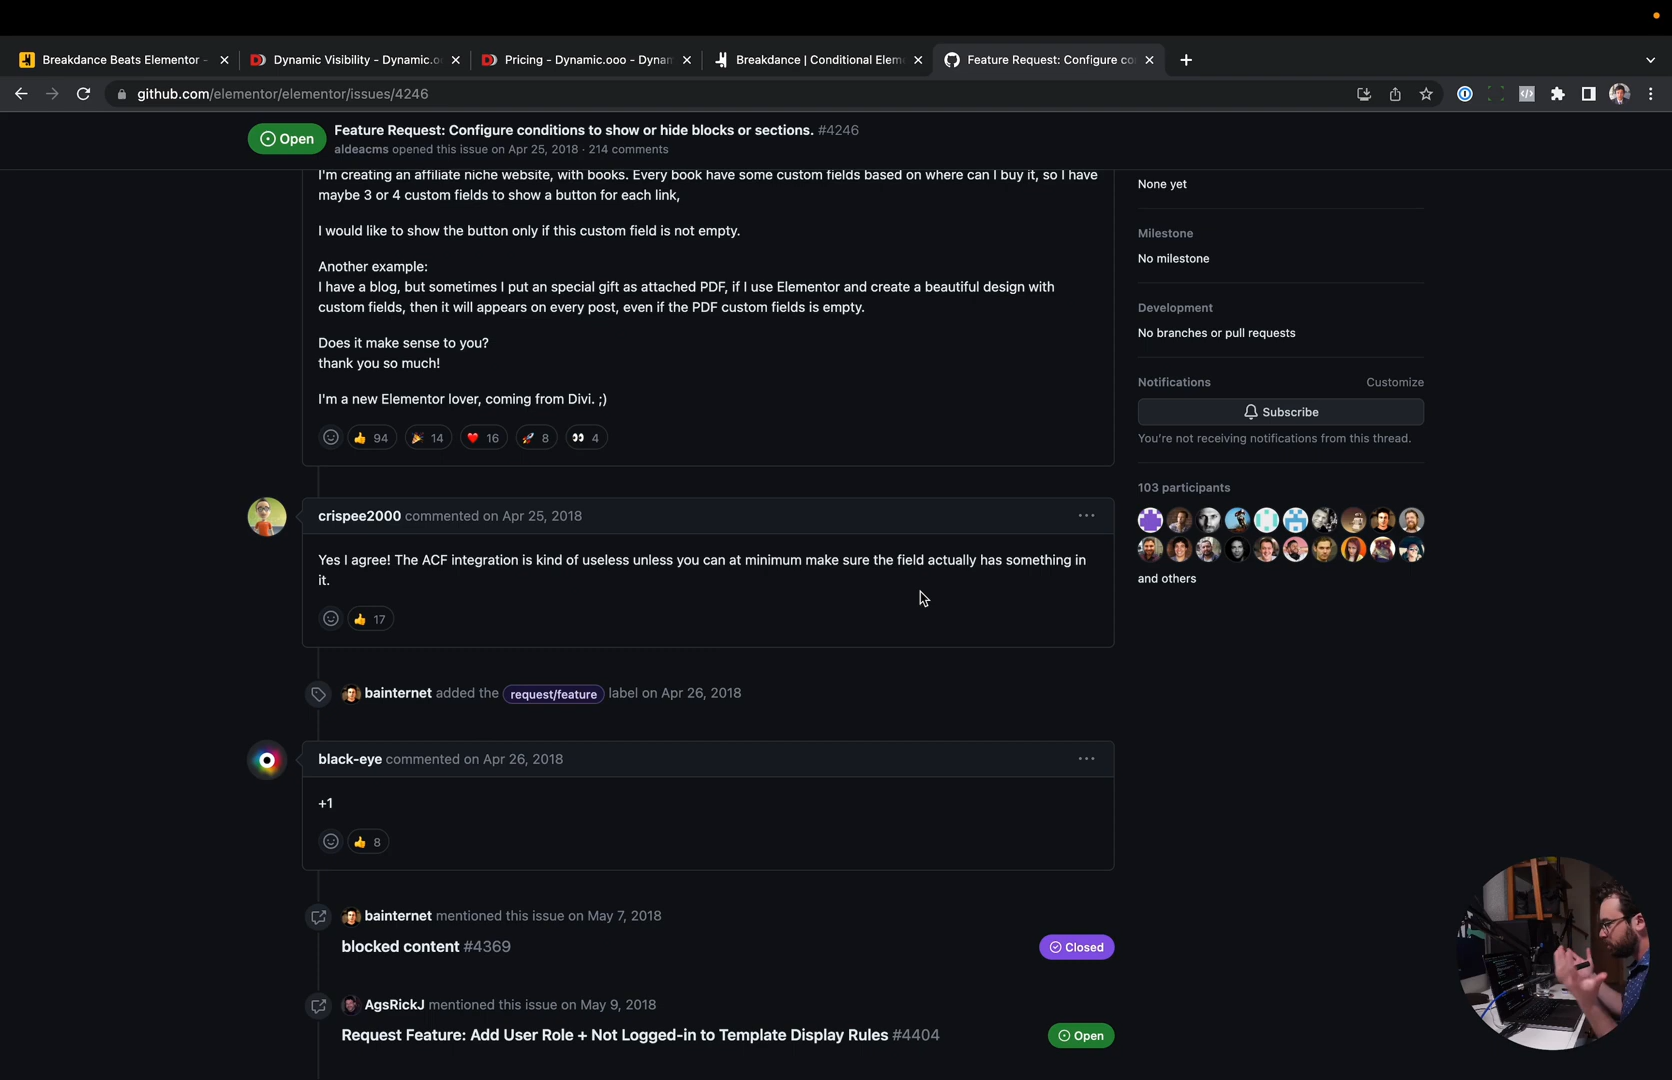 Breakdance Beats Elementor -
Dynamic Visibility - Dynamic.o
Pricing - Dynamic.ooo - Dynam
Breakdance | Conditional Elem
Feature Request: Configure co
github.com/elementor/elementor/issues/4246
Open
Feature Request: Configure conditions to show or hide blocks or sections. #4246
aldeacms opened this issue on Apr 25, 2018 · 214 comments
I'm creating an affiliate niche website, with books. Every book have some custom fields based on where can I buy it, so I have
maybe 3 or 4 custom fields to show a button for each link,
I would like to show the button only if this custom field is not empty.
Another example:
I have a blog, but sometimes I put an special gift as attached PDF, if I use Elementor and create a beautiful design with
custom fields, then it will appears on every post, even if the PDF custom fields is empty.
Does it make sense to you?
thank you so much!
I'm a new Elementor lover, coming from Divi. ;)
👍 94 🎉 14 ❤️ 16 🚀 8 👀 4
crispee2000 commented on Apr 25, 2018
Yes I agree! The ACF integration is kind of useless unless you can at minimum make sure the field actually has something in
it.
👍 17
bainternet added the request/feature label on Apr 26, 2018
black-eye commented on Apr 26, 2018
+1
👍 8
bainternet mentioned this issue on May 7, 2018
blocked content #4369
Closed
AgsRickJ mentioned this issue on May 9, 2018
Request Feature: Add User Role + Not Logged-in to Template Display Rules #4404
Open
None yet
Milestone
No milestone
Development
No branches or pull requests
Notifications
Customize
Subscribe
You're not receiving notifications from this thread.
103 participants
and others